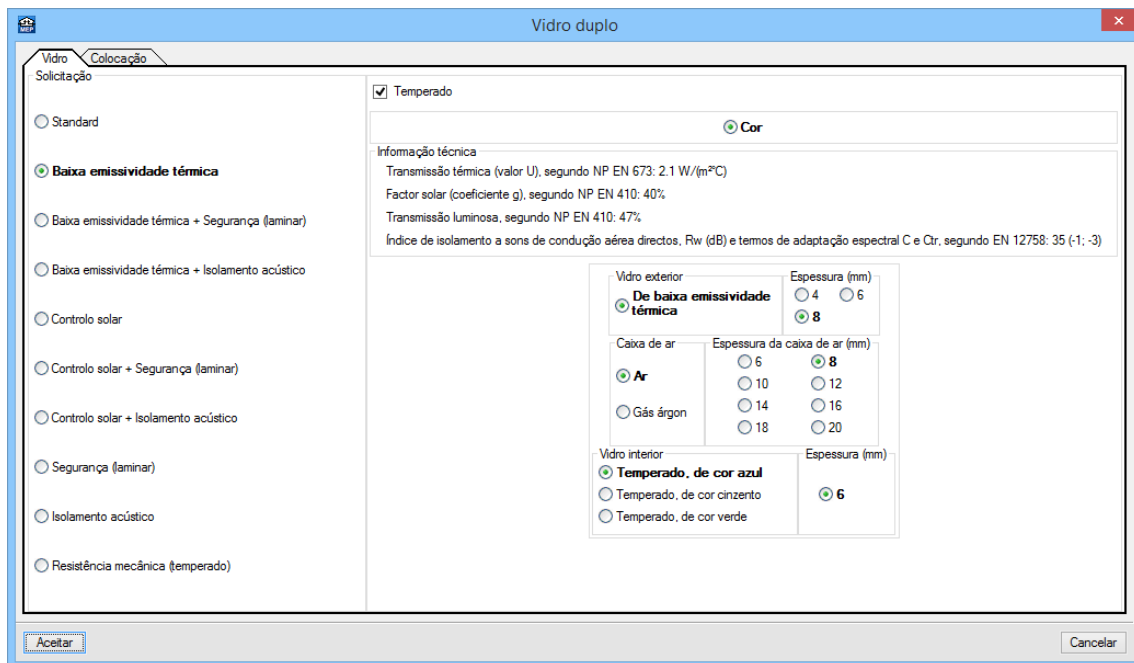 MEP
Vidro duplo
Vidro
Colocação
Solicitação
Standard
Baixa emissividade térmica
Baixa emissividade térmica + Segurança (laminar)
Baixa emissividade térmica + Isolamento acústico
Controlo solar
Controlo solar + Segurança (laminar)
Controlo solar + Isolamento acústico
Segurança (laminar)
Isolamento acústico
Resistência mecânica (temperado)
Temperado
Cor
Informação técnica
Transmissão térmica (valor U), segundo NP EN 673: 2.1 W/(m²°C)
Factor solar (coeficiente g), segundo NP EN 410: 40%
Transmissão luminosa, segundo NP EN 410: 47%
Índice de isolamento a sons de condução aérea directos, Rw (dB) e termos de adaptação espectral C e Ctr, segundo EN 12758: 35 (-1; -3)
Vidro exterior
De baixa emissividade
térmica
Espessura (mm)
4 6
8
Caixa de ar
Ar
Gás árgon
Espessura da caixa de ar (mm)
6 8
10 12
14 16
18 20
Vidro interior
Temperado, de cor azul
Temperado, de cor cinzento
Temperado, de cor verde
Espessura (mm)
6
Aceitar
Cancelar